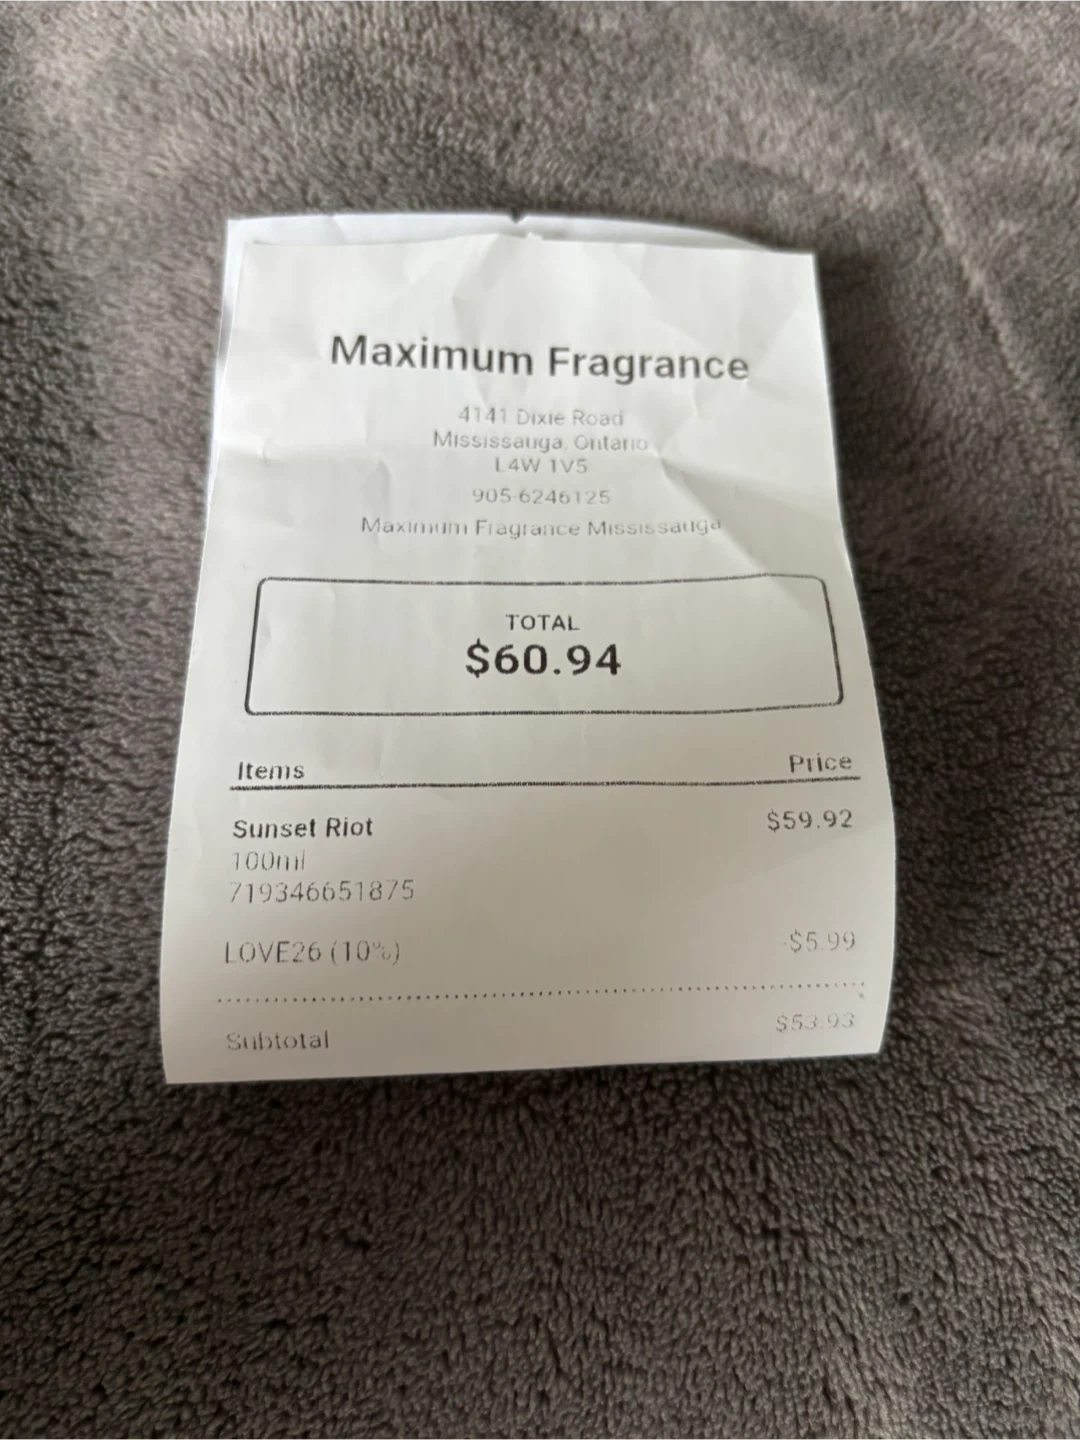 Maximum Fragrance
4141 Dixie Road
Mississauga, Ontario
L4W 1V5
905-6246125
Maximum Fragrance Mississauga
TOTAL
$60.94
Items Price
Sunset Riot $59.92
100ml
719346651875
LOVE26 (10%) -$5.99
Subtotal $53.93